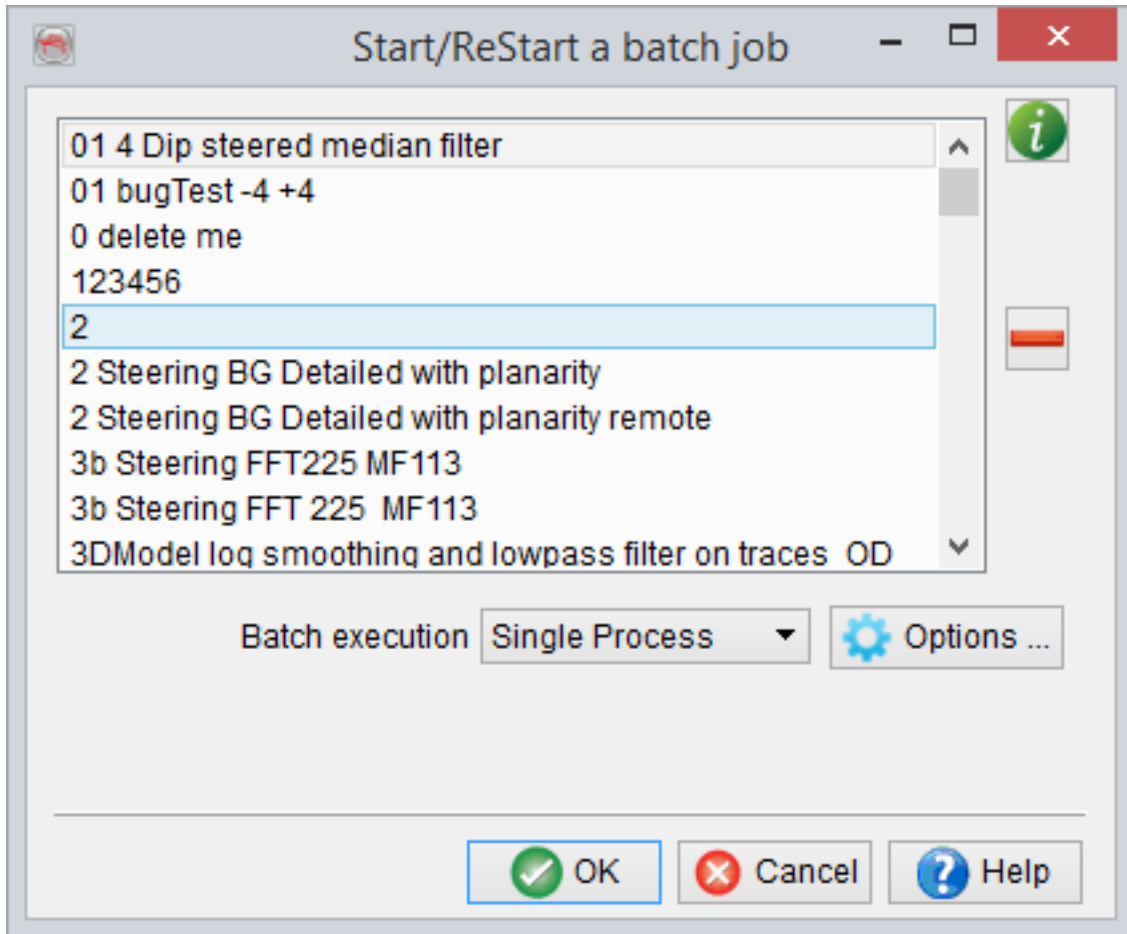 Start/ReStart a batch job
01 4 Dip steered median filter
01 bugTest -4 +4
0 delete me
123456
2
2 Steering BG Detailed with planarity
2 Steering BG Detailed with planarity remote
3b Steering FFT225 MF113
3b Steering FFT 225  MF113
3DModel log smoothing and lowpass filter on traces_OD
Batch execution Single Process Options ...
OK Cancel Help